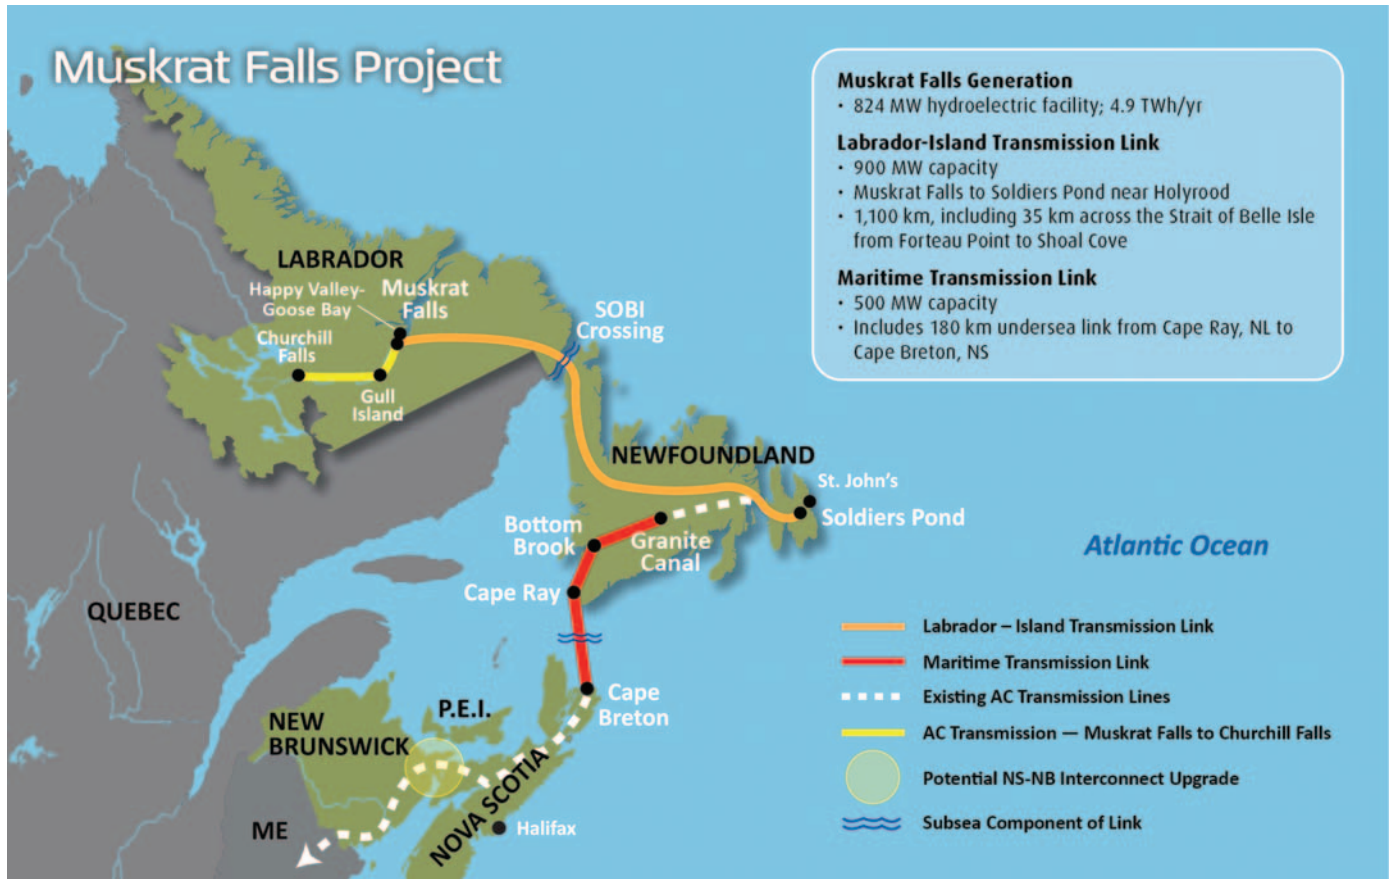 Muskrat Falls Project
Muskrat Falls Generation
· 824 MW hydroelectric facility; 4.9 TWh/yr
Labrador-Island Transmission Link
· 900 MW capacity
· Muskrat Falls to Soldiers Pond near Holyrood
· 1,100 km, including 35 km across the Strait of Belle Isle
from Forteau Point to Shoal Cove
Maritime Transmission Link
· 500 MW capacity
· Includes 180 km undersea link from Cape Ray, NL to
Cape Breton, NS
LABRADOR
Happy Valley-
Goose Bay
Muskrat
Falls
Churchill
Falls
Gull
Island
SOBI
Crossing
NEWFOUNDLAND
St. John's
Soldiers Pond
Bottom
Brook
Granite
Canal
Cape Ray
Atlantic Ocean
QUEBEC
Cape
Breton
P.E.I.
NEW
BRUNSWICK
NOVA SCOTIA
ME
Halifax
Labrador – Island Transmission Link
Maritime Transmission Link
Existing AC Transmission Lines
AC Transmission — Muskrat Falls to Churchill Falls
Potential NS-NB Interconnect Upgrade
Subsea Component of Link